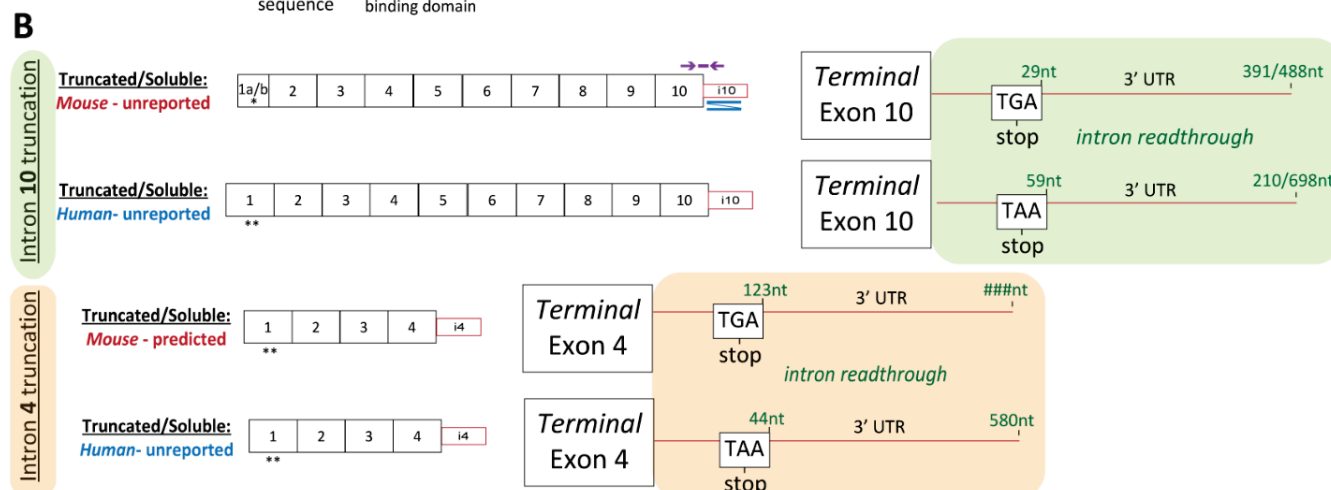 sequence binding domain
B
Intron 10 truncation
Truncated/Soluble:
Mouse - unreported
1a/b 2 3 4 5 6 7 8 9 10 i10
*
Terminal
Exon 10
29nt 3' UTR 391/488nt
TGA
stop
intron readthrough
Truncated/Soluble:
Human- unreported
1 2 3 4 5 6 7 8 9 10 i10
**
Terminal
Exon 10
59nt 3' UTR 210/698nt
TAA
stop
Intron 4 truncation
Truncated/Soluble:
Mouse - predicted
1 2 3 4 i4
**
Terminal
Exon 4
123nt 3' UTR ###nt
TGA
stop
intron readthrough
Truncated/Soluble:
Human- unreported
1 2 3 4 i4
**
Terminal
Exon 4
44nt 3' UTR 580nt
TAA
stop